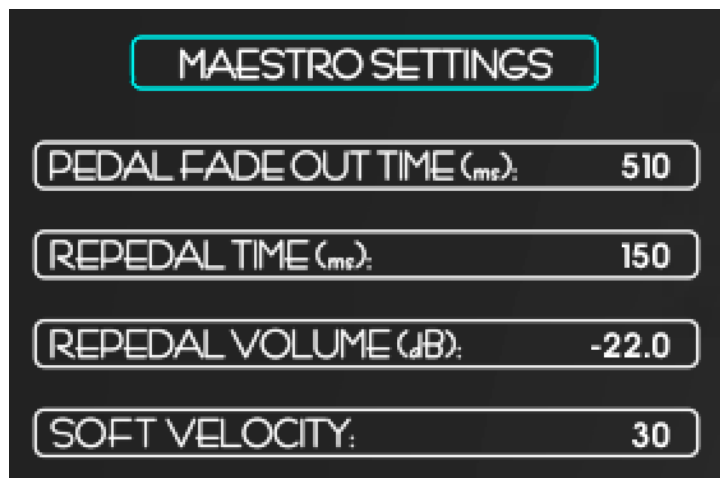 MAESTRO SETTINGS
PEDAL FADE OUT TIME (ms): 510
REPEDAL TIME (ms): 150
REPEDAL VOLUME (dB): -22.0
SOFT VELOCITY: 30